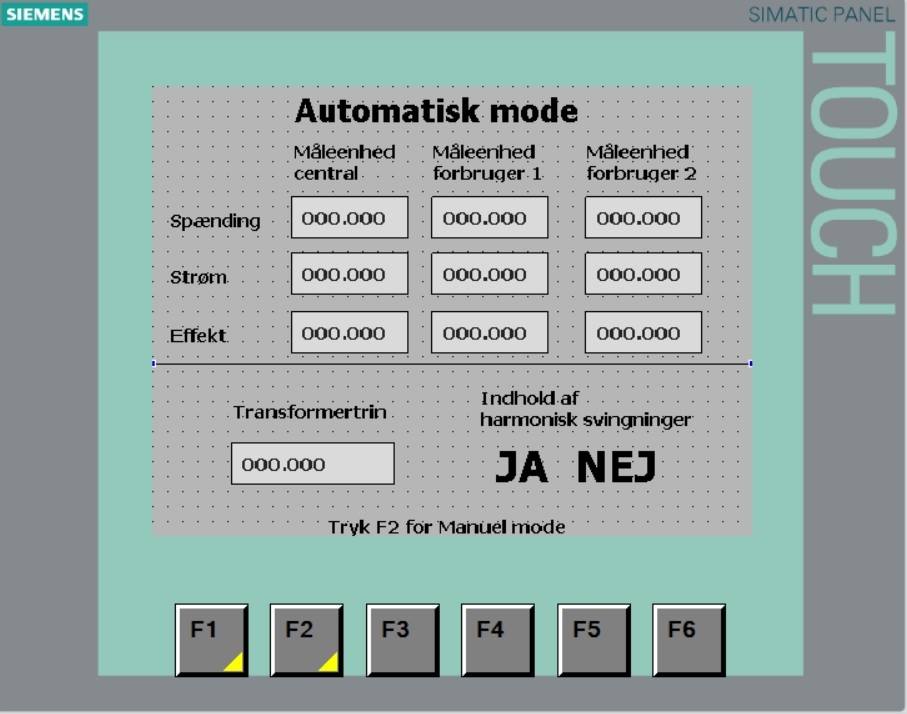 SIEMENS
SIMATIC PANEL
TOUCH
Automatisk mode
Måleenhed central
Måleenhed forbruger 1
Måleenhed forbruger 2
Spænding 000.000 000.000 000.000
Strøm 000.000 000.000 000.000
Effekt 000.000 000.000 000.000
Transformertrin
000.000
Indhold af
harmonisk svingninger
JA NEJ
Tryk F2 for Manuel mode
F1 F2 F3 F4 F5 F6